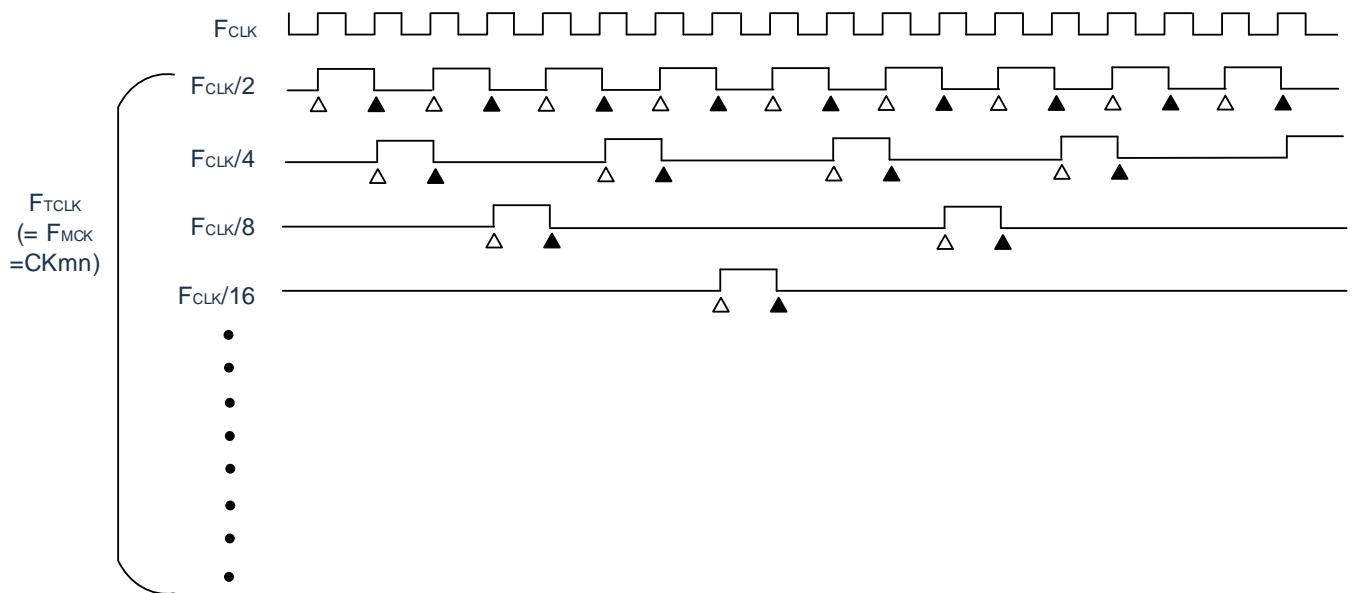 FCLK
FCLK/2
FCLK/4
FTCLK
(= FMCK
=CKmn)
FCLK/8
FCLK/16